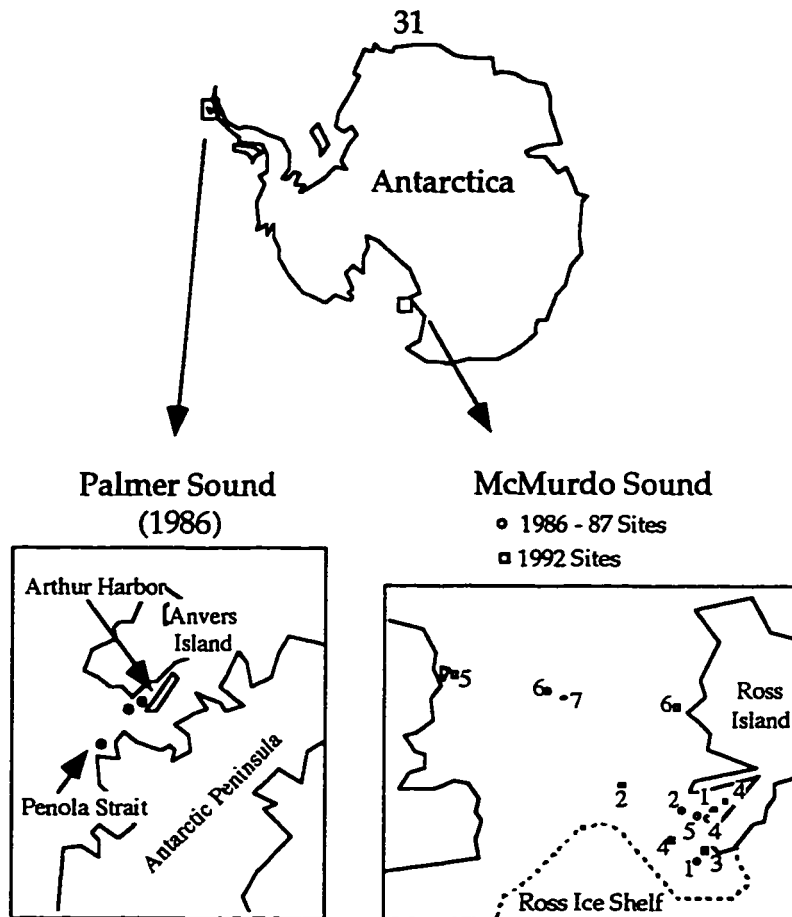 31
Antarctica
Palmer Sound
(1986)
McMurdo Sound
1986 - 87 Sites
1992 Sites
Arthur Harbor
Anvers
Island
Penola Strait
Antarctic Peninsula
5
6
7
6
Ross
Island
2
2
1
4
5
4
4
1
3
Ross Ice Shelf